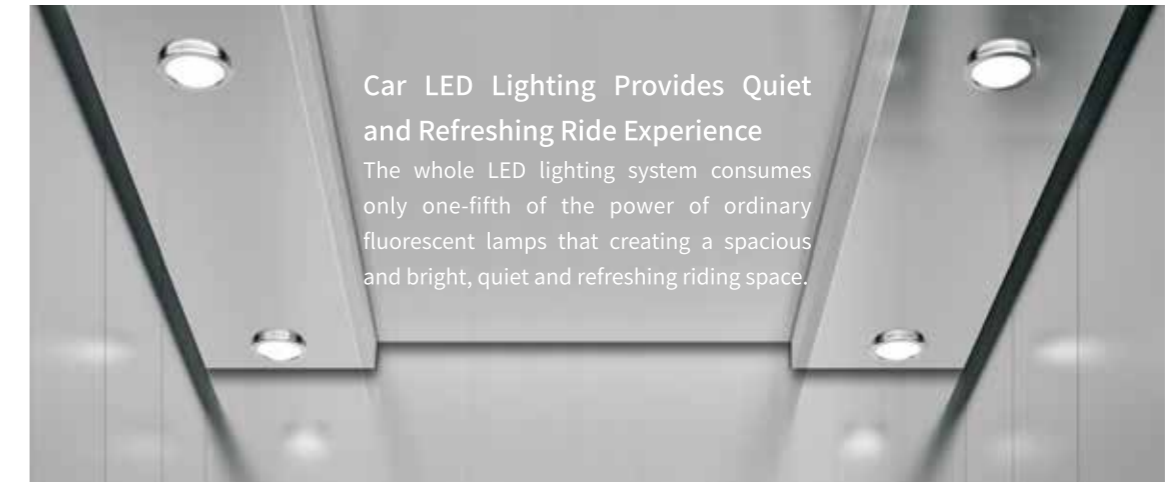 Car LED Lighting Provides Quiet
and Refreshing Ride Experience
The whole LED lighting system consumes
only one-fifth of the power of ordinary
fluorescent lamps that creating a spacious
and bright, quiet and refreshing riding space.